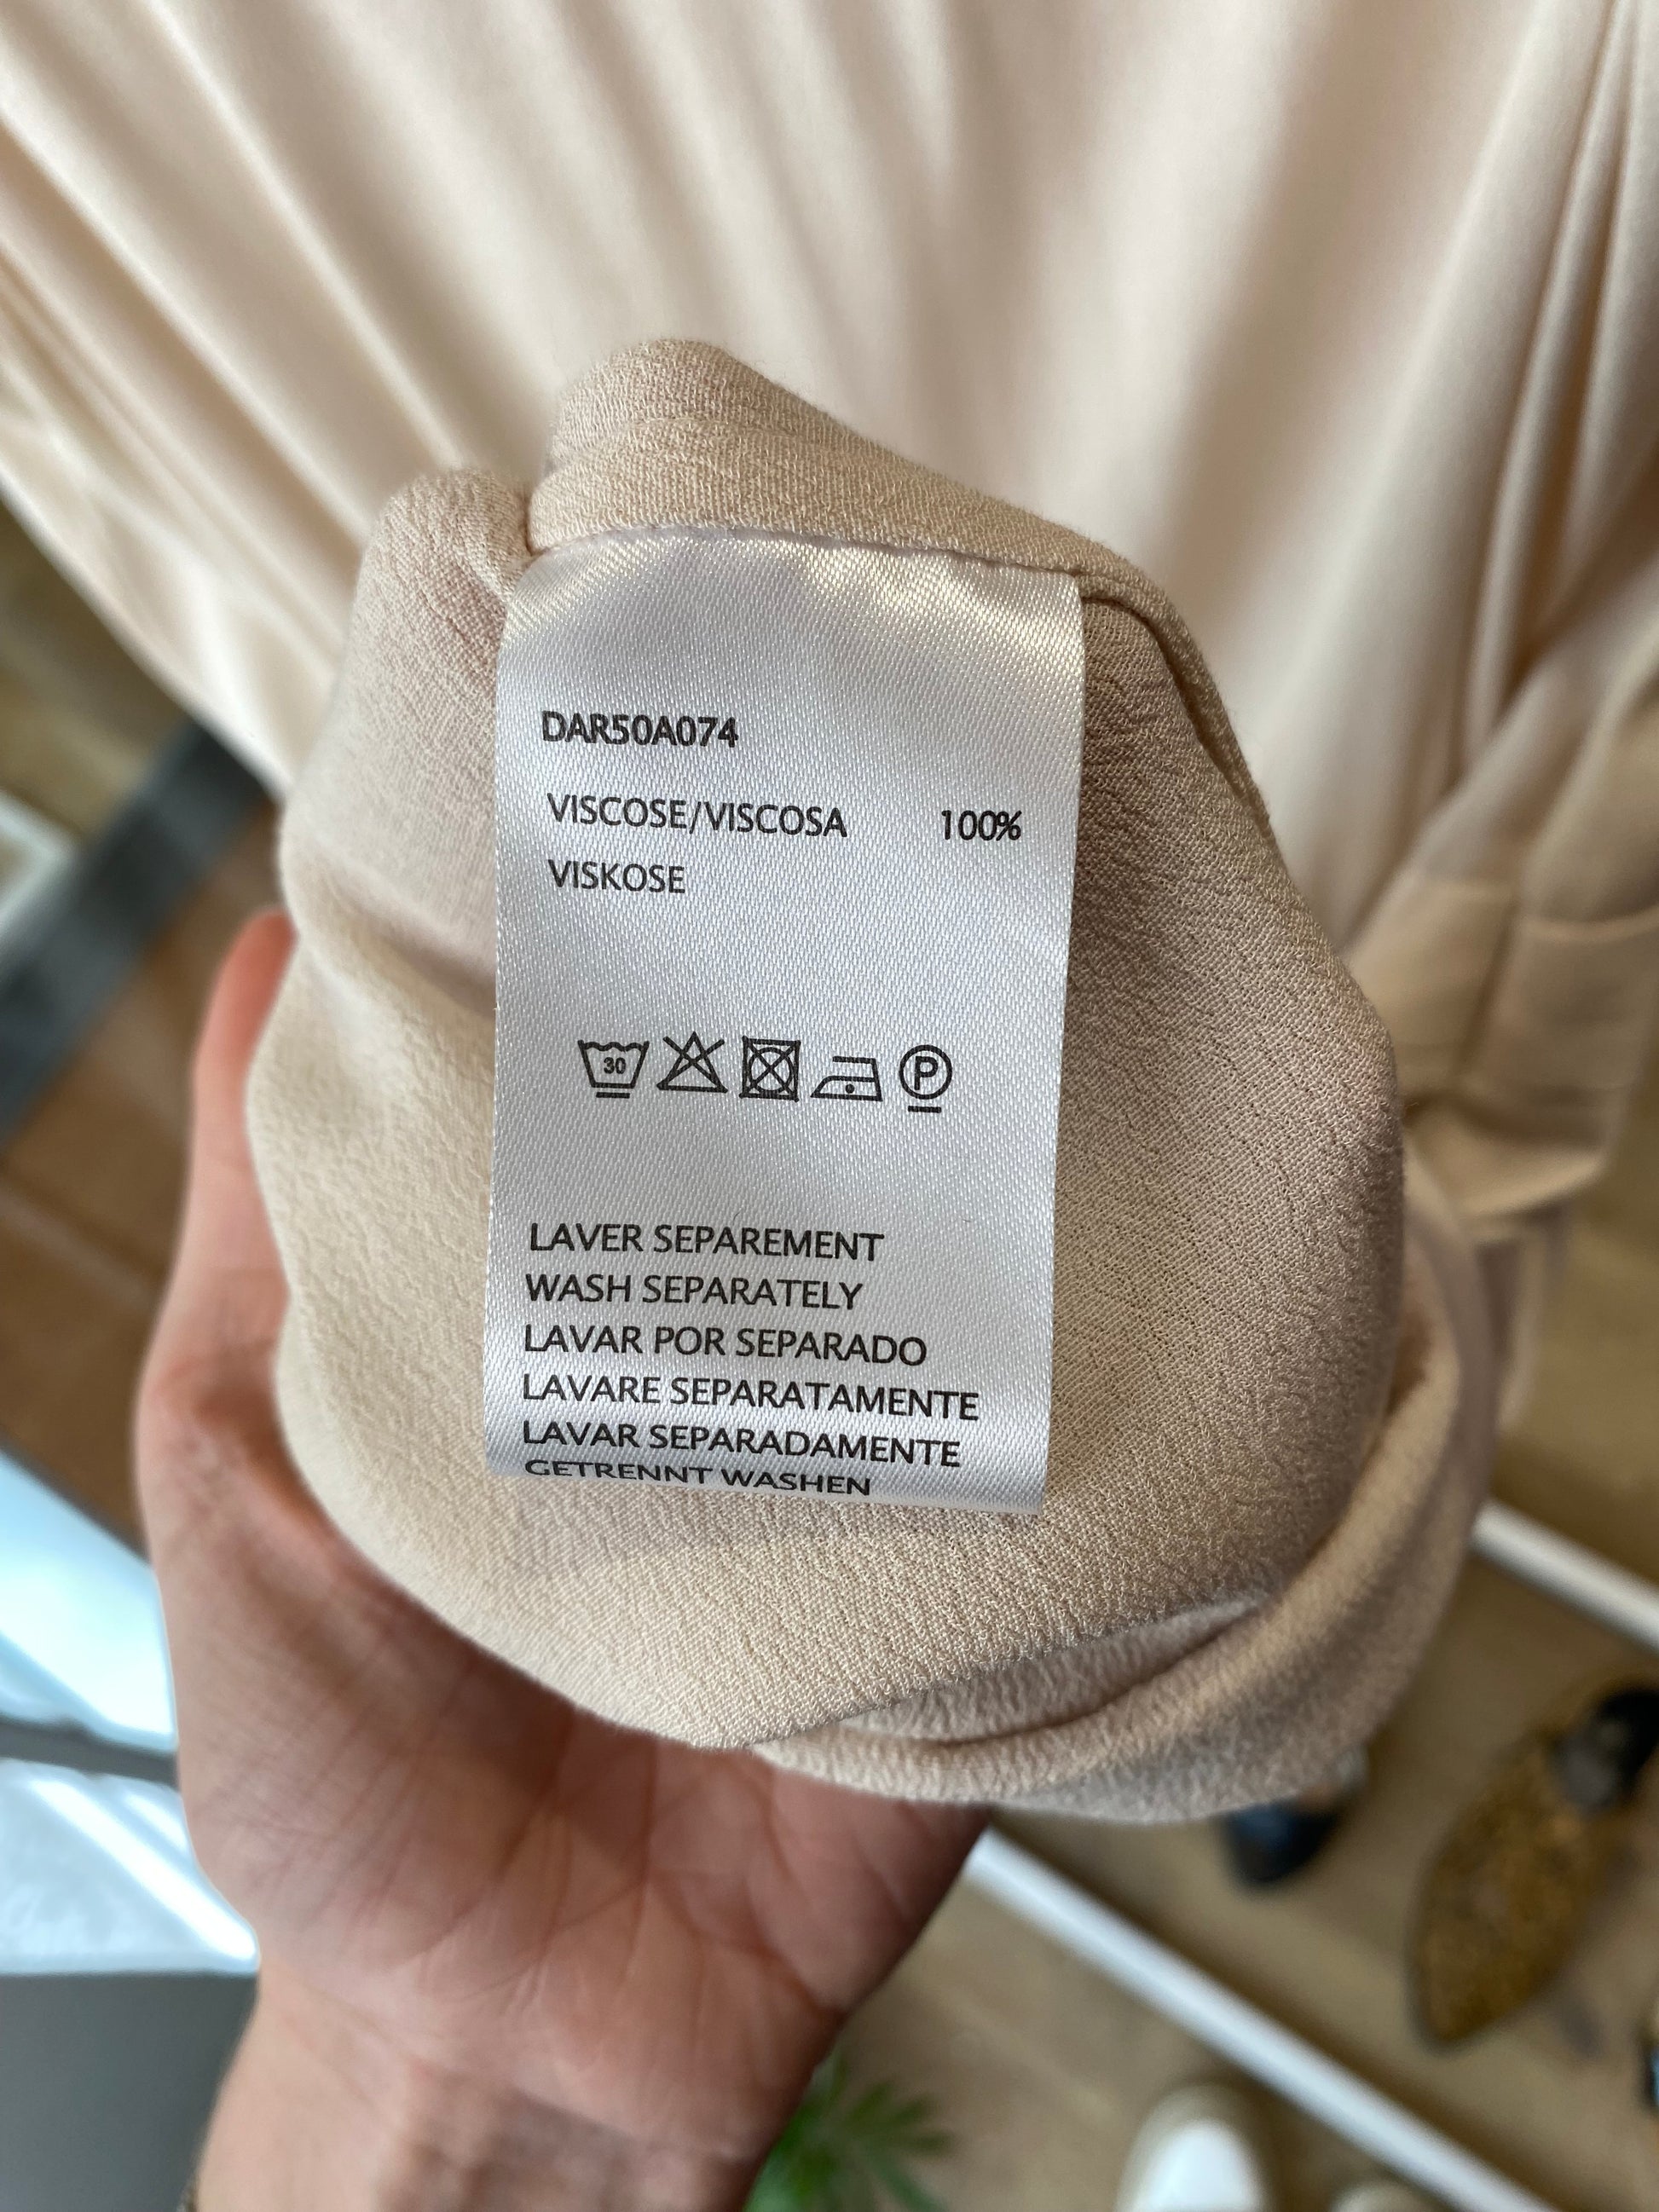 DAR50A074
VISCOSE/VISCOSA 100%
VISKOSE
30 P
LAVER SEPAREMENT
WASH SEPARATELY
LAVAR POR SEPARADO
LAVARE SEPARATAMENTE
LAVAR SEPARADAMENTE
GETRENNT WASHEN